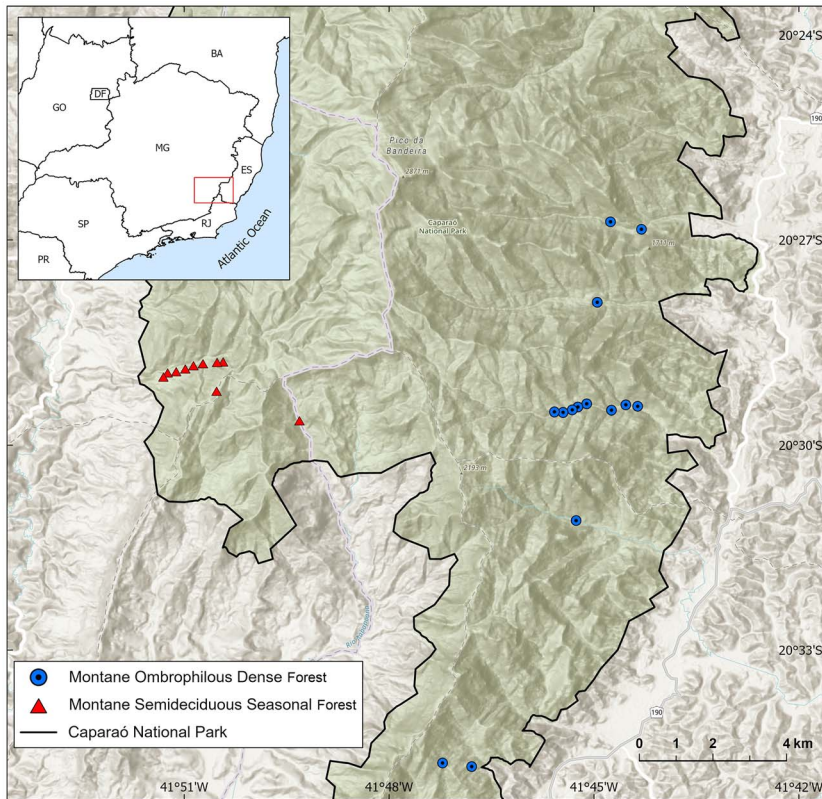 BA
DF
GO
MG
ES
SP
RJ
PR
Atlantic Ocean
20°24'S
190
Pico da
Bandeira
Caparaó
National Park
20°27'S
20°30'S
2193 m
20°33'S
Montane Ombrophilous Dense Forest
Montane Semideciduous Seasonal Forest
Caparaó National Park
190
0 1 2 4 km
41°51'W
41°48'W
41°45'W
41°42'W